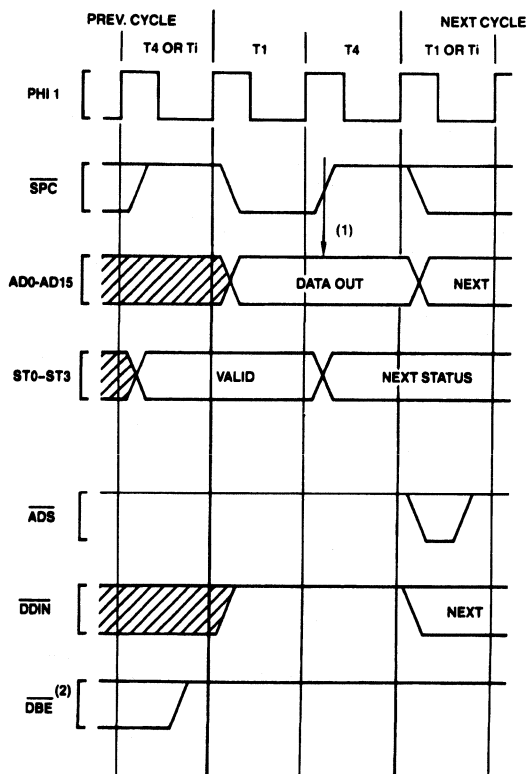 PREV. CYCLE
NEXT CYCLE
T4 OR Ti
T1
T4
T1 OR Ti
PHI 1
SPC
(1)
AD0-AD15
DATA OUT
NEXT
ST0–ST3
VALID
NEXT STATUS
ADS
DDIN
NEXT
DBE (2)